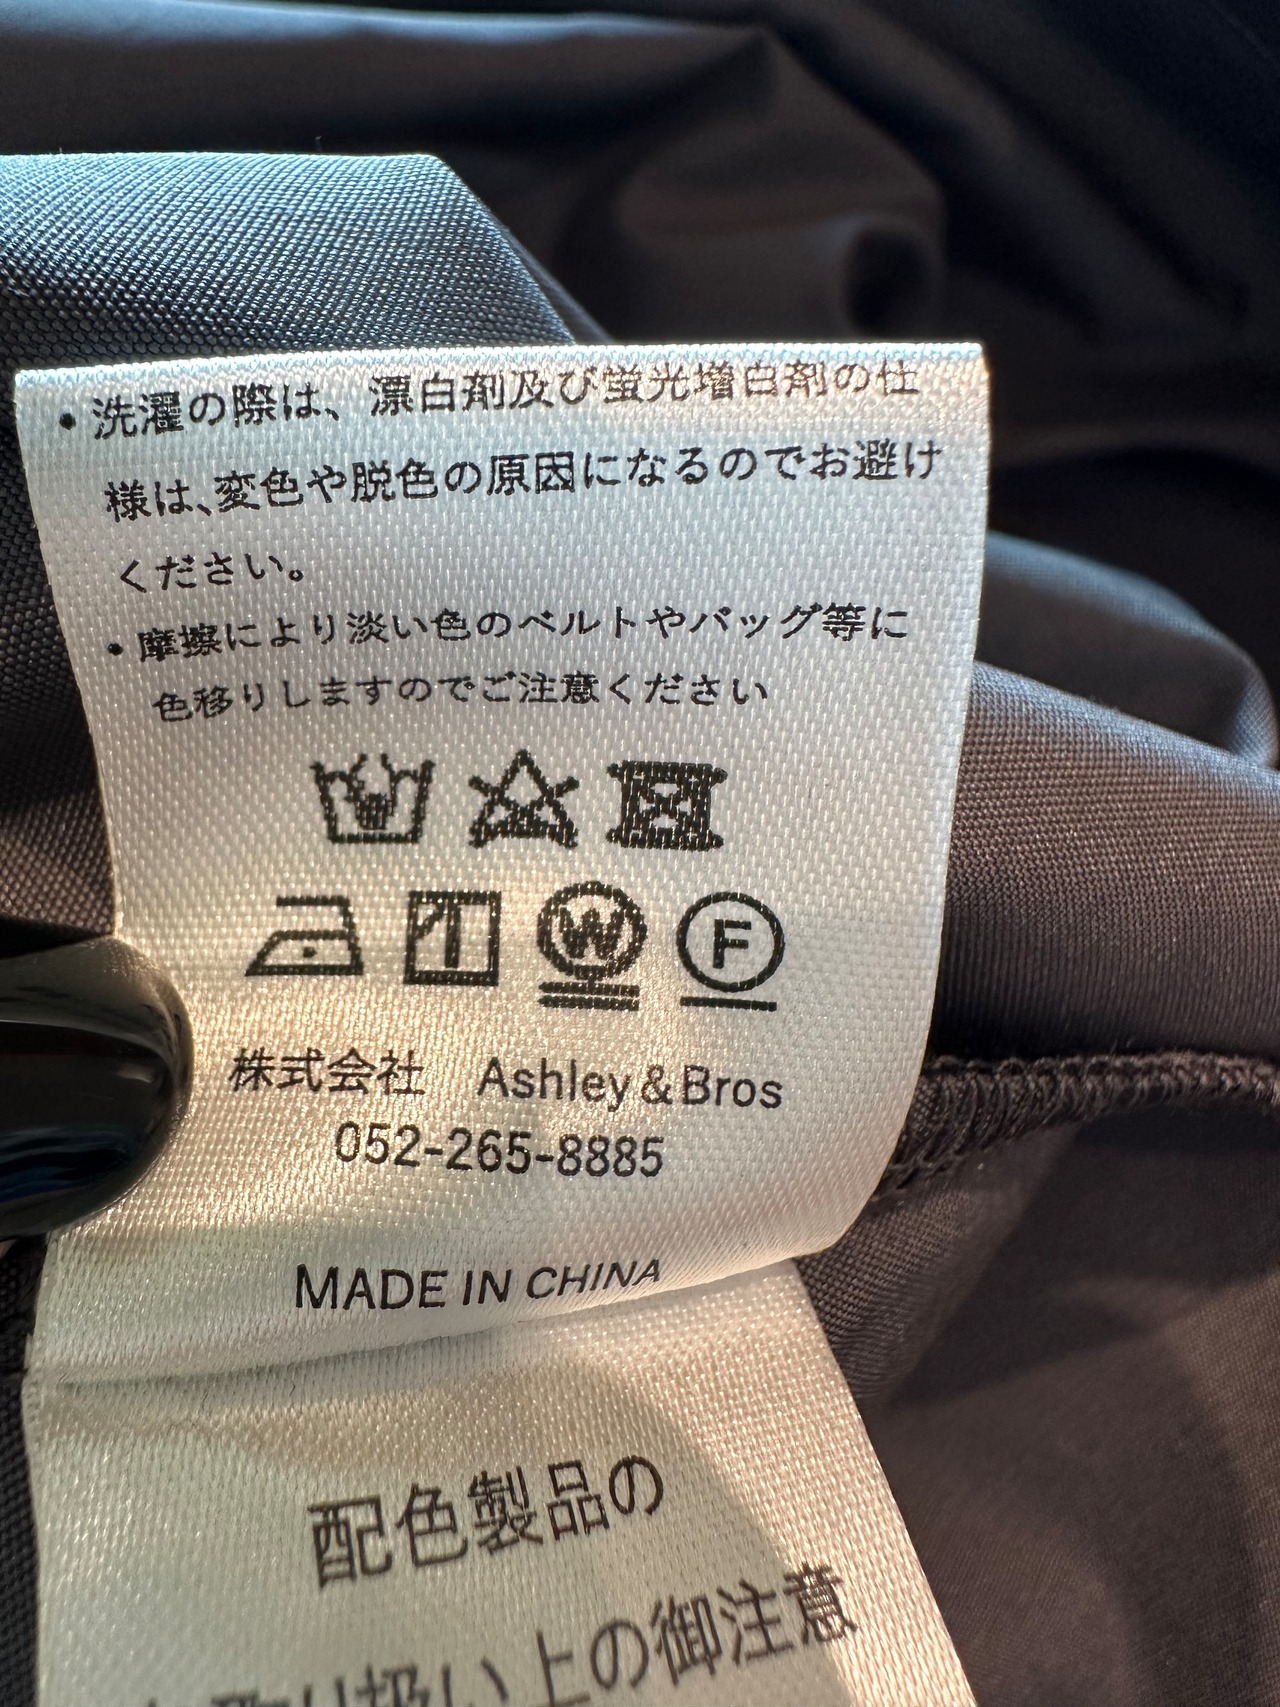 ・洗濯の際は、漂白剤及び蛍光増白剤の仕
様は、変色や脱色の原因になるのでお避け
ください。
・摩擦により淡い色のベルトやバッグ等に
色移りしますのでご注意ください
W F
株式会社 Ashley&Bros
052-265-8885
MADE IN CHINA
配色製品の
取り扱い上の御注意